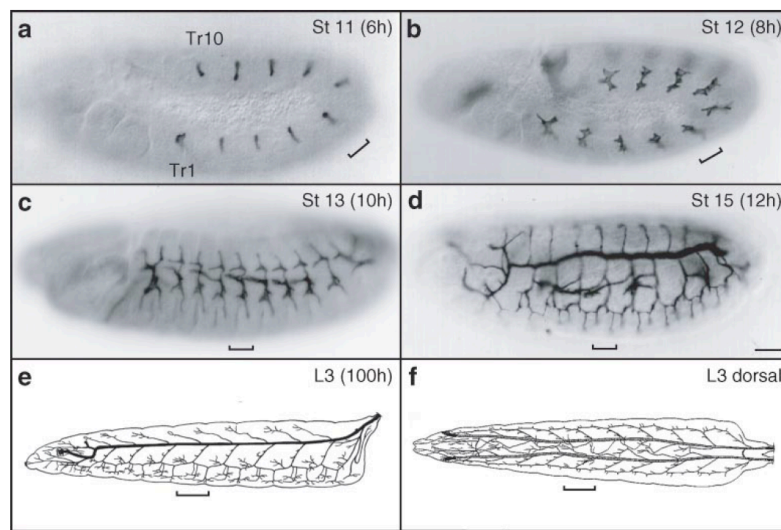 a
St 11 (6h)
Tr10
Tr1
b
St 12 (8h)
c
St 13 (10h)
d
St 15 (12h)
e
L3 (100h)
f
L3 dorsal